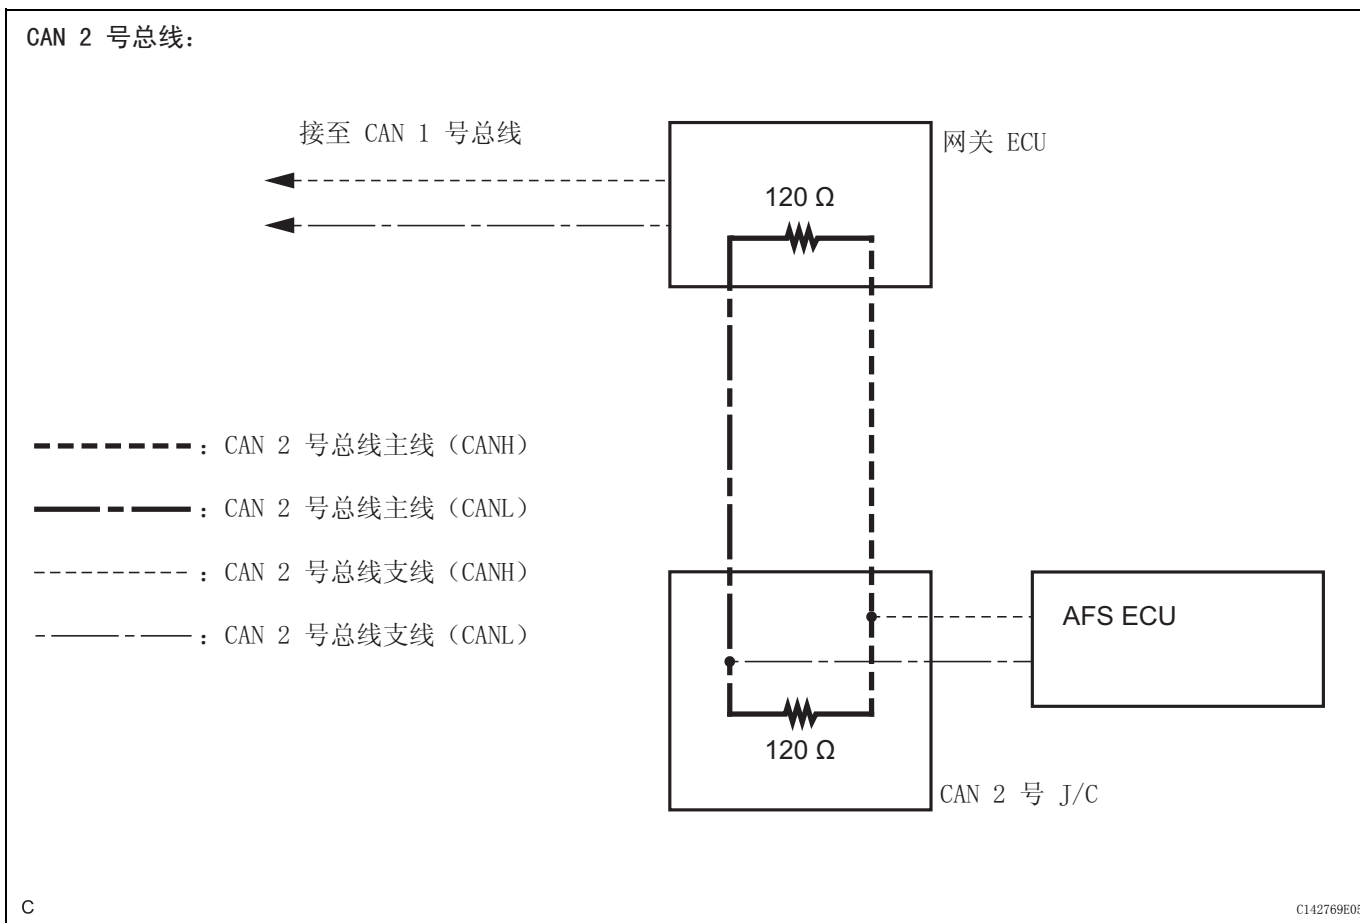 CAN 2 号总线：
接至 CAN 1 号总线
网关 ECU
120 Ω
：CAN 2 号总线主线（CANH）
：CAN 2 号总线主线（CANL）
：CAN 2 号总线支线（CANH）
：CAN 2 号总线支线（CANL）
AFS ECU
120 Ω
CAN 2 号 J/C
C
C142769E05